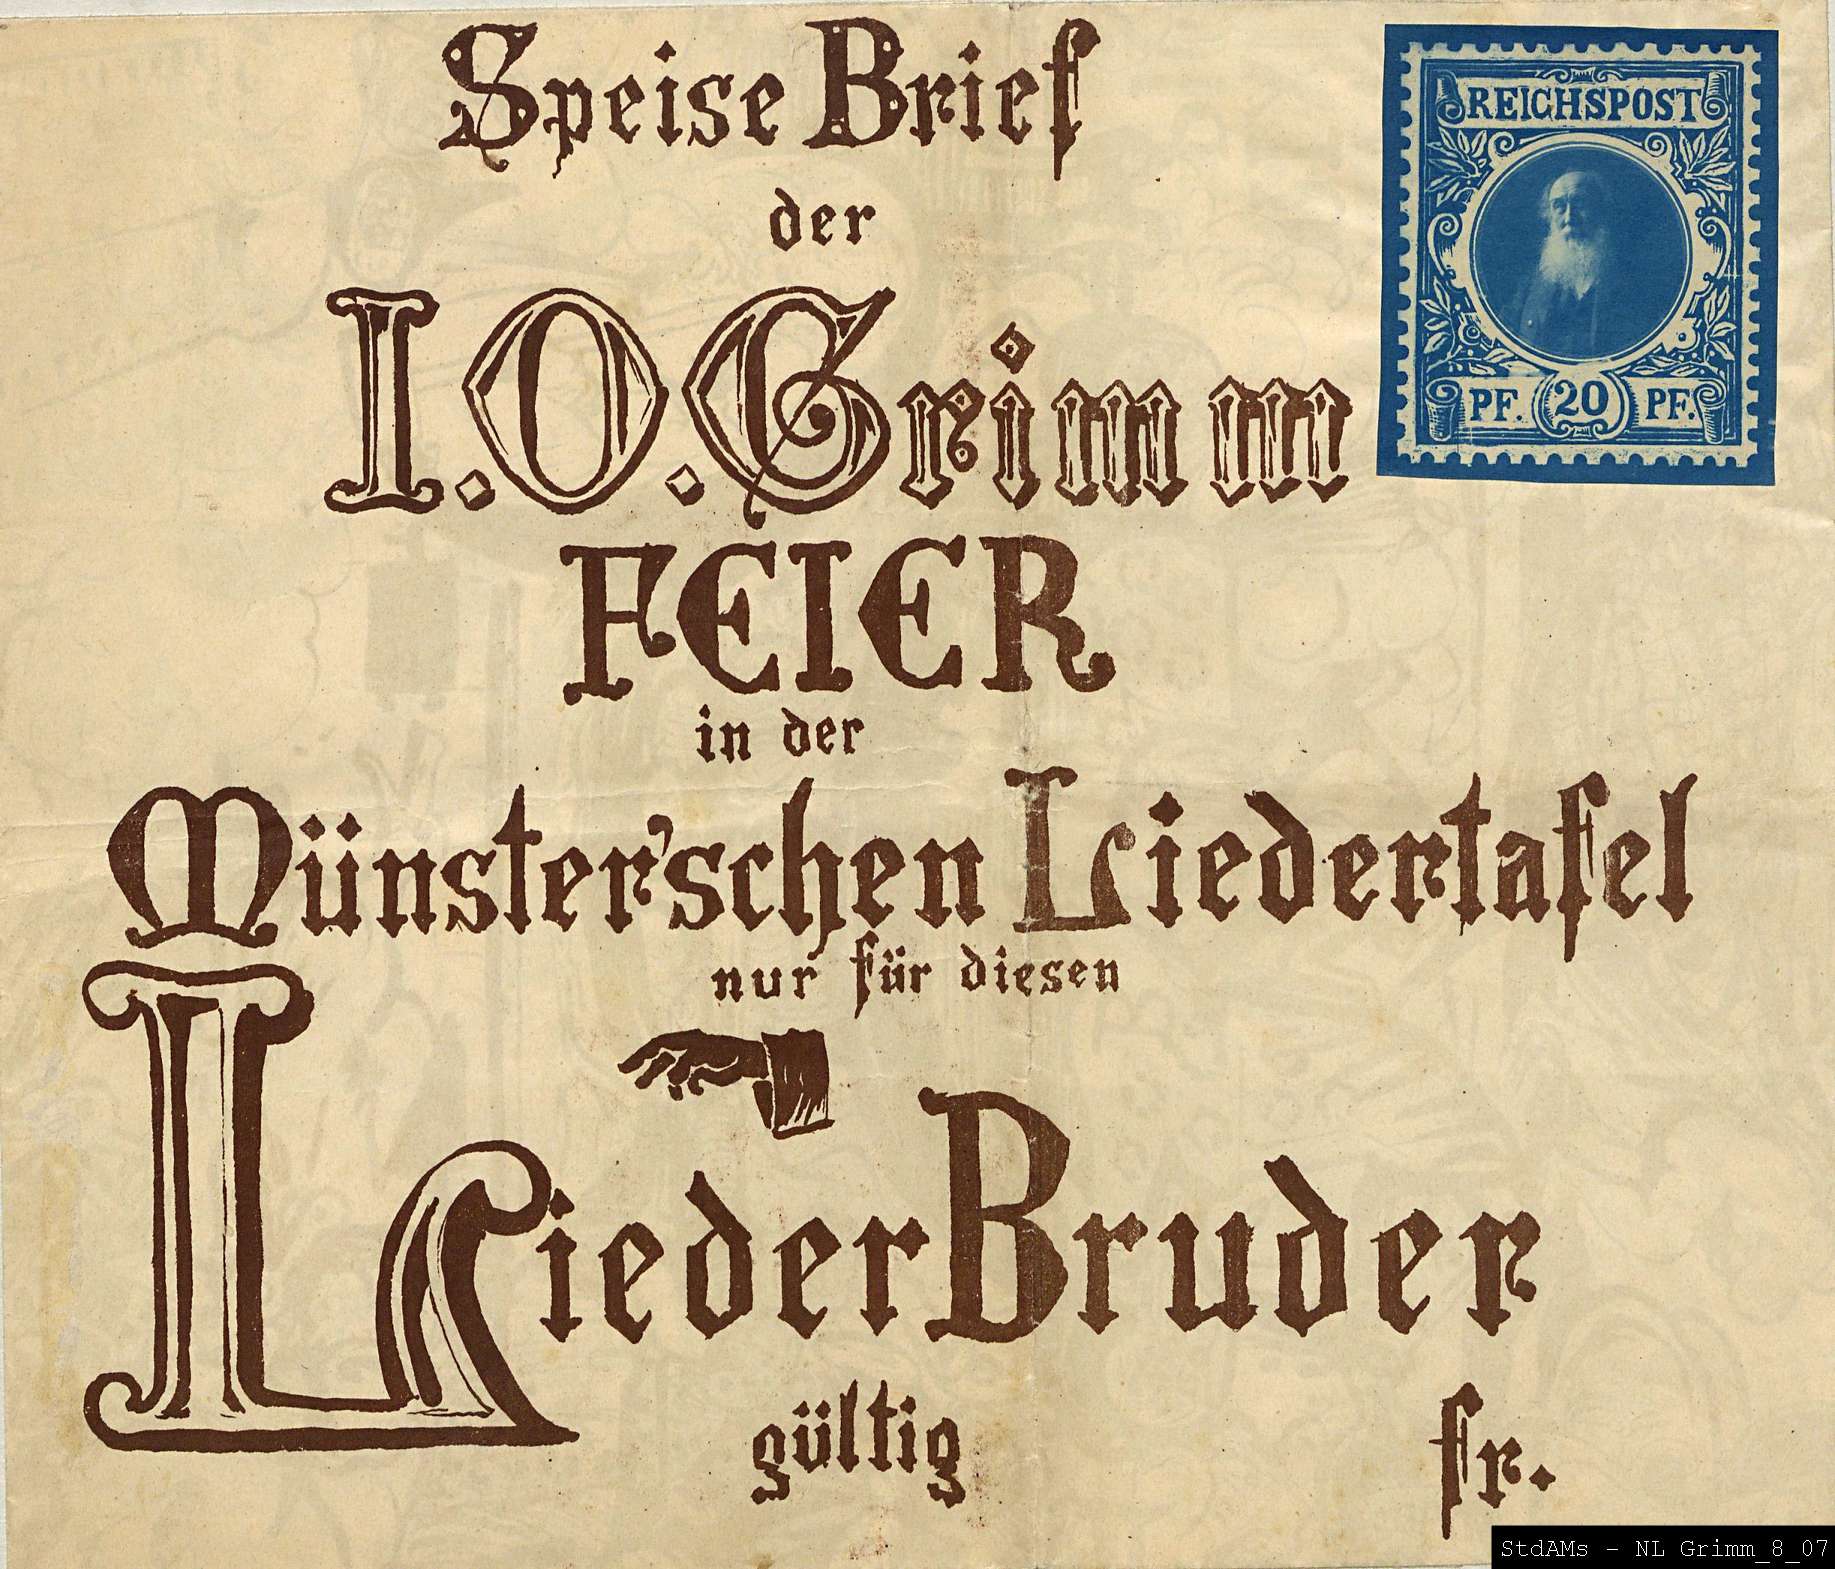 Speise Brief
der
REICHSPOST
PF. 20 PF.
I.O.Grimm
FEIER
in der
Münster'schen Liedertafel
nur für diesen
LiederBruder
gültig
fr.
StdAMs - NL Grimm_8_07